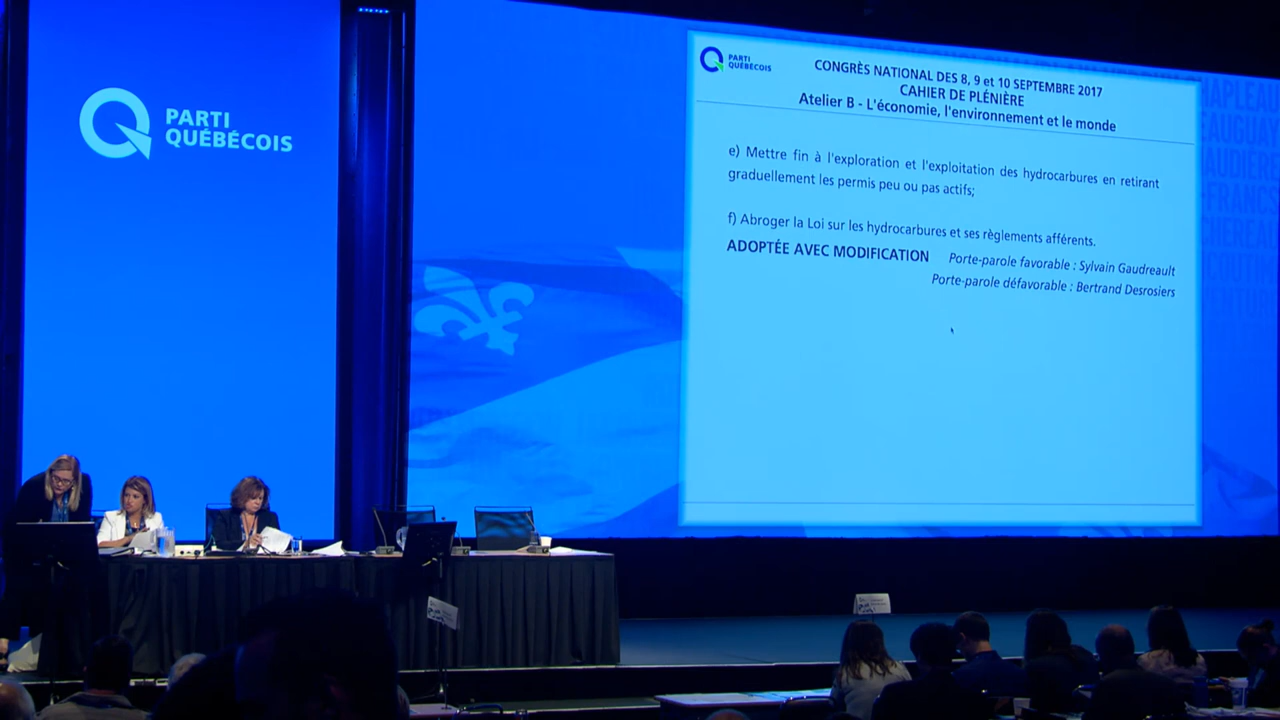 PARTI
QUÉBÉCOIS
PARTI
QUÉBÉCOIS
CONGRÈS NATIONAL DES 8, 9 et 10 SEPTEMBRE 2017
CAHIER DE PLÉNIÈRE
Atelier B - L'économie, l'environnement et le monde
e) Mettre fin à l'exploration et l'exploitation des hydrocarbures en retirant
graduellement les permis peu ou pas actifs;
f) Abroger la Loi sur les hydrocarbures et ses règlements afférents.
ADOPTÉE AVEC MODIFICATION Porte-parole favorable : Sylvain Gaudreault
Porte-parole défavorable : Bertrand Desrosiers